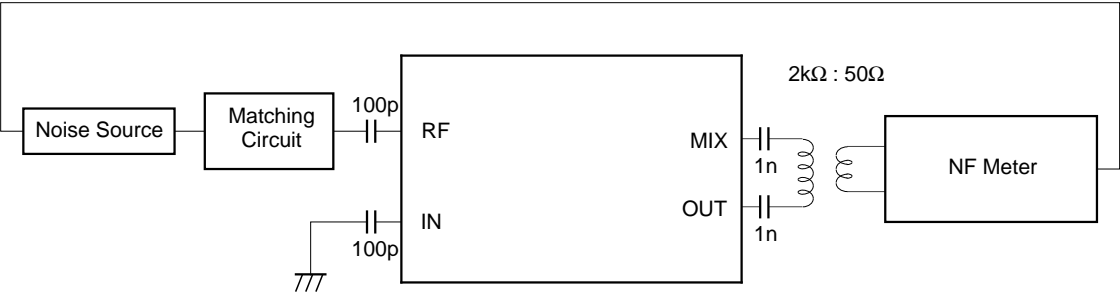 2kΩ : 50Ω
Noise Source
Matching
Circuit
100p
RF
MIX
1n
NF Meter
IN
100p
OUT
1n